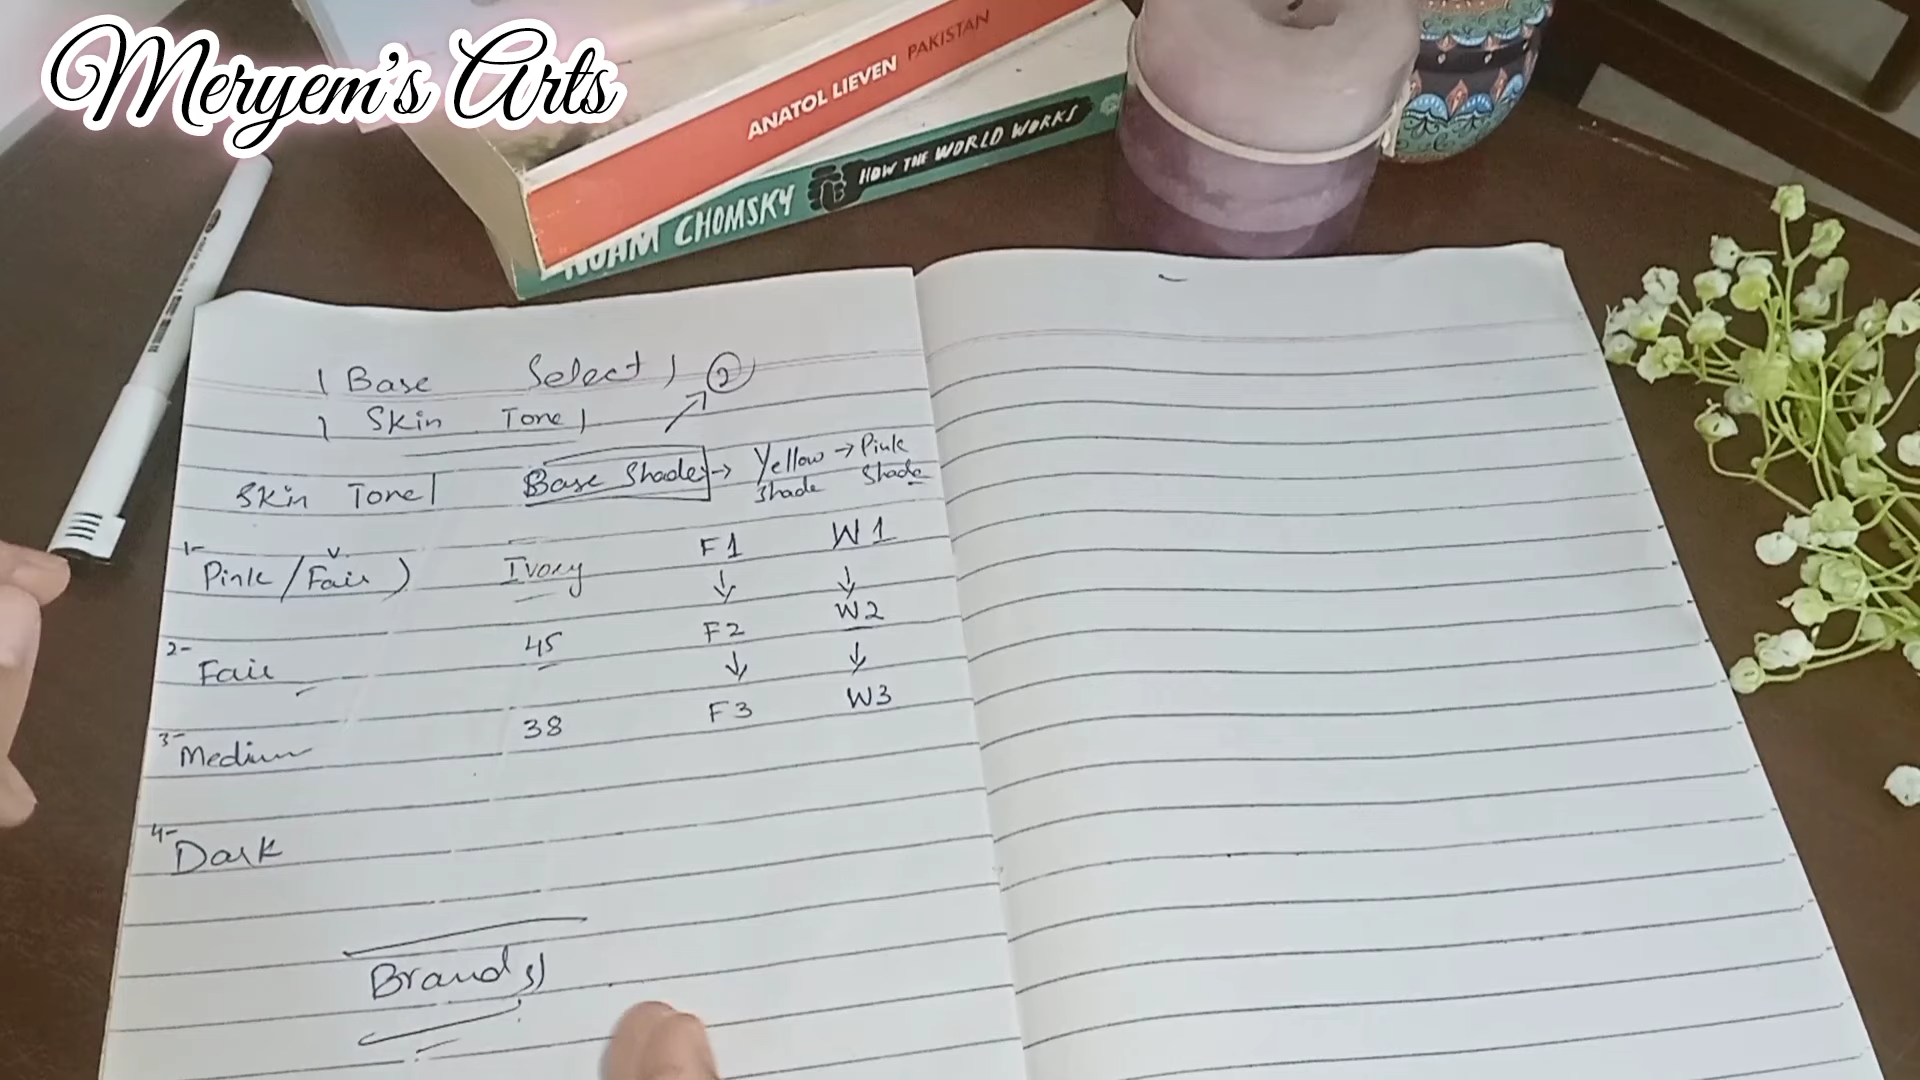 Meryem's Arts
ANATOL LIEVEN PAKISTAN
NOAM CHOMSKY HOW THE WORLD WORKS
Base Select 2
Skin Tone
Skin Tone Base Shade → Yellow Shade → Pink Shade
1- Pink / Fair Ivory F1 W1
↓ ↓
2- Fair 45 F2 W2
↓ ↓
3- Medium 38 F3 W3
4- Dark
Brands